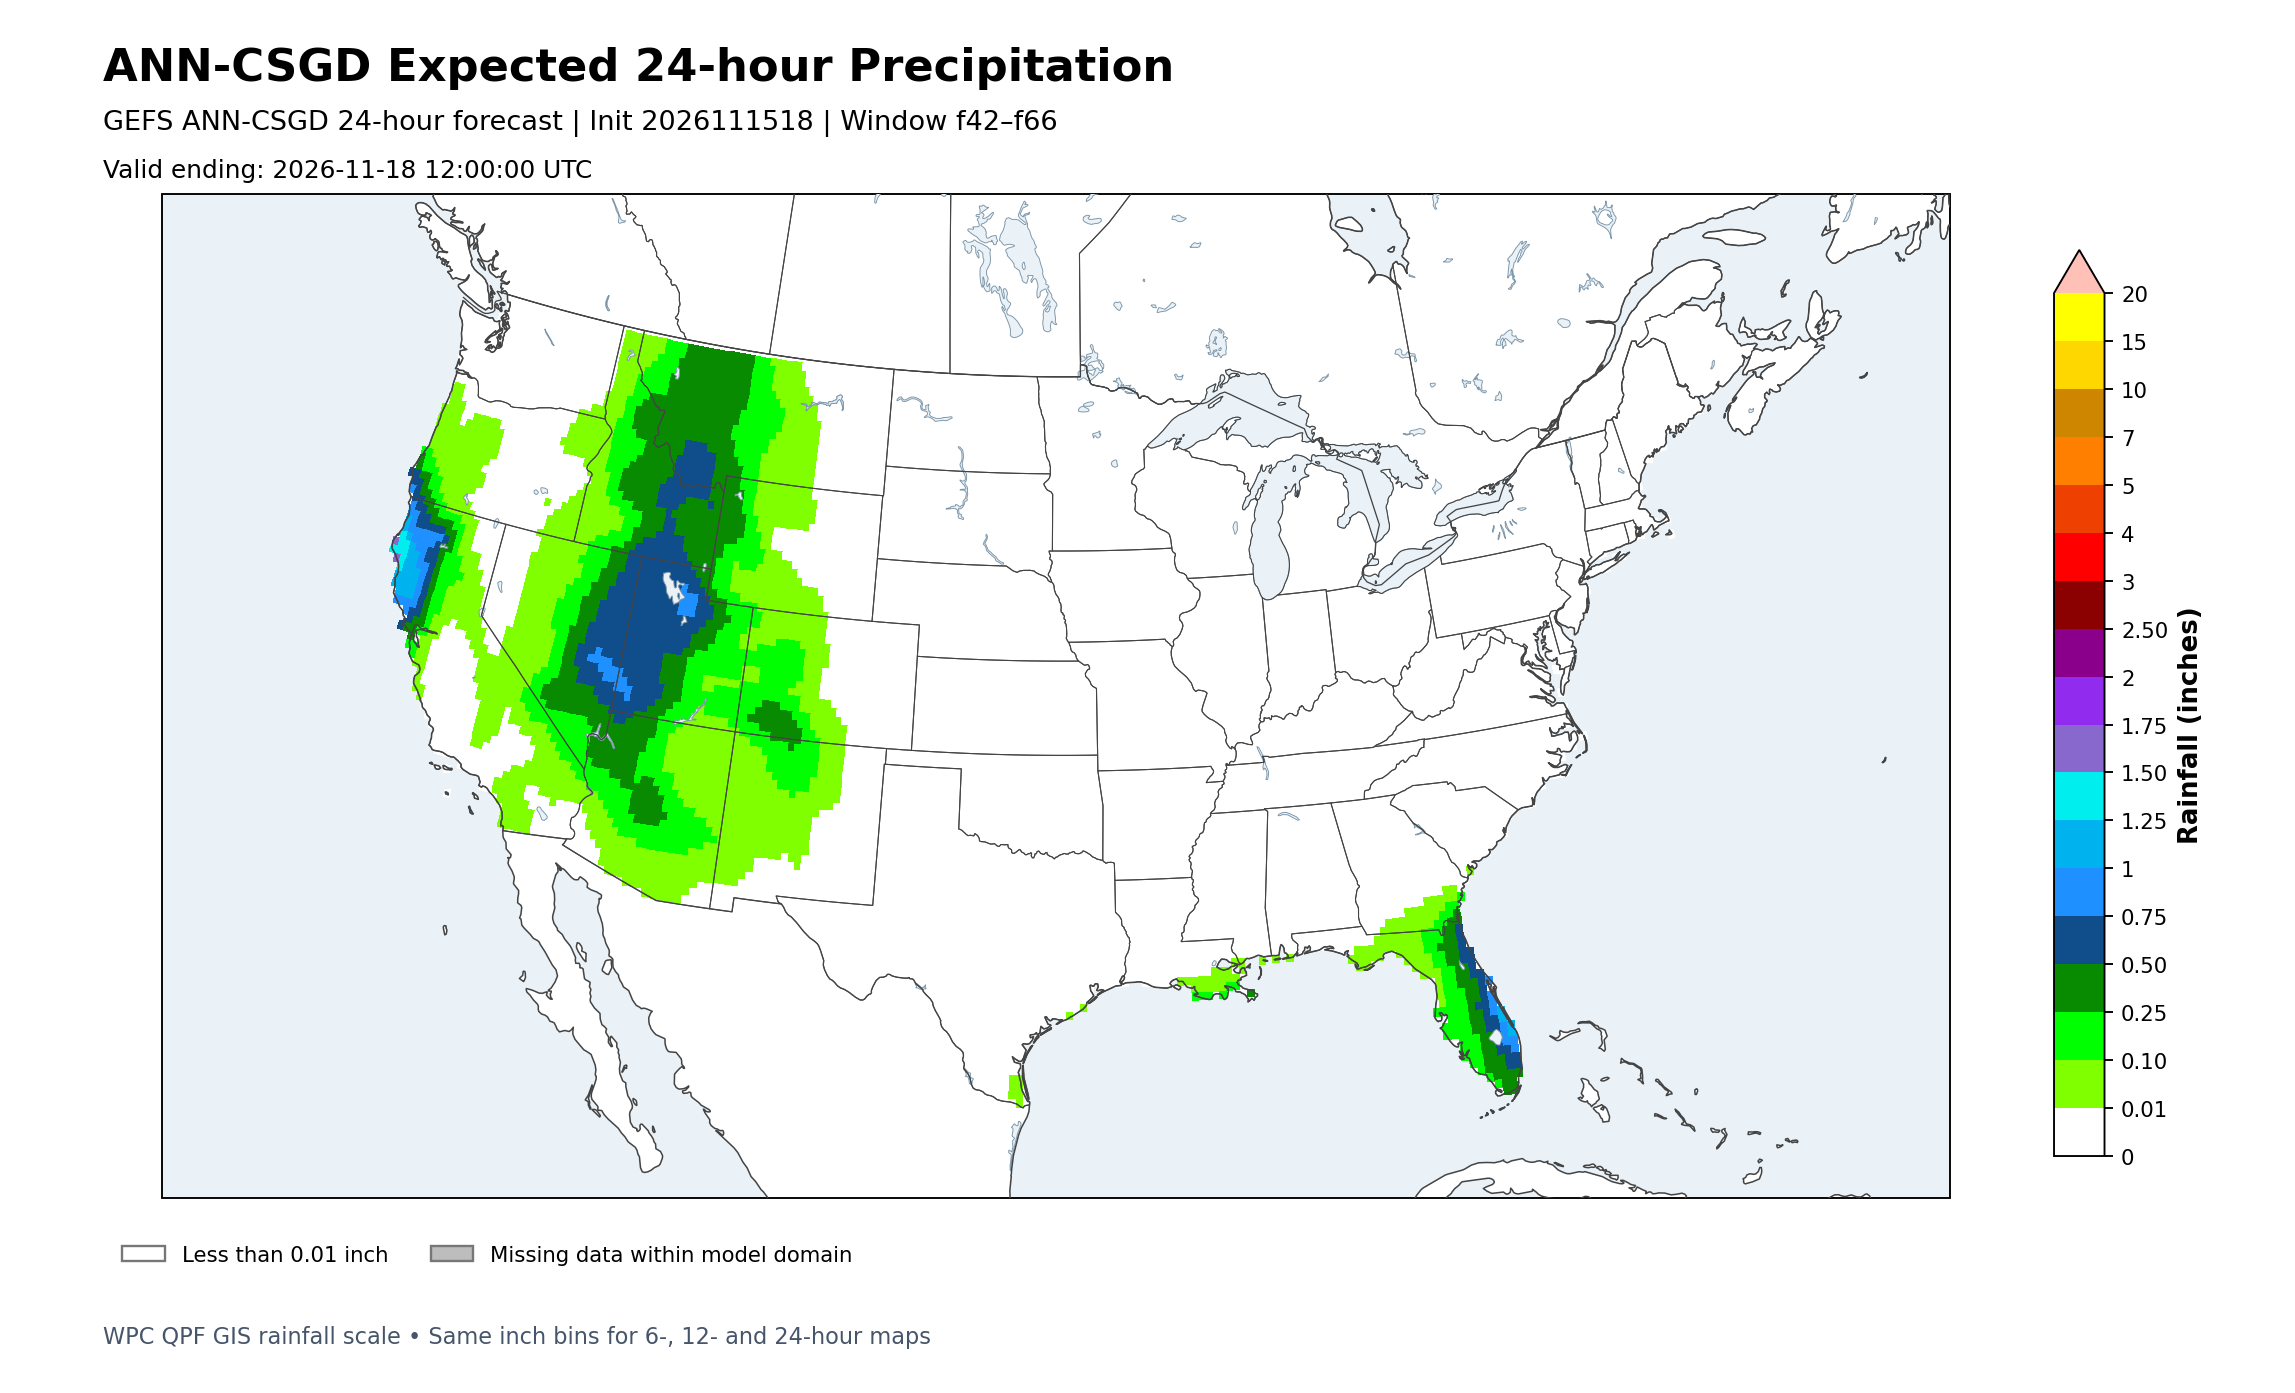 ANN-CSGD Expected 24-hour Precipitation
GEFS ANN-CSGD 24-hour forecast | Init 2026111518 | Window f42–f66
Valid ending: 2026-11-18 12:00:00 UTC
20
15
10
7
5
4
3
2.50
2
1.75
1.50
1.25
1
0.75
0.50
0.25
0.10
0.01
0
Rainfall (inches)
Less than 0.01 inch
Missing data within model domain
WPC QPF GIS rainfall scale • Same inch bins for 6-, 12- and 24-hour maps